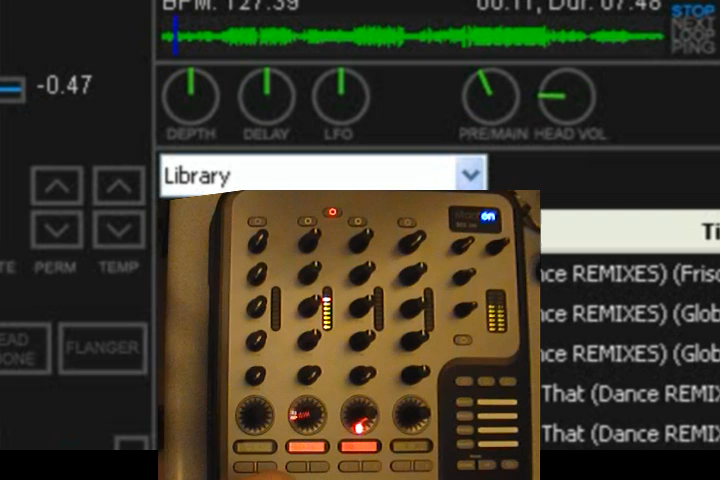 BPM: 127.39
00:11, Dur: 07:48
STOP
NEXT
LOOP
PING
-0.47
DEPTH DELAY LFO PRE/MAIN HEAD VOL
Library
PERM TEMP
FLANGER
on
Ti
nce REMIXES) (Frisc
nce REMIXES) (Glob
nce REMIXES) (Glob
That (Dance REMIX
That (Dance REMIX